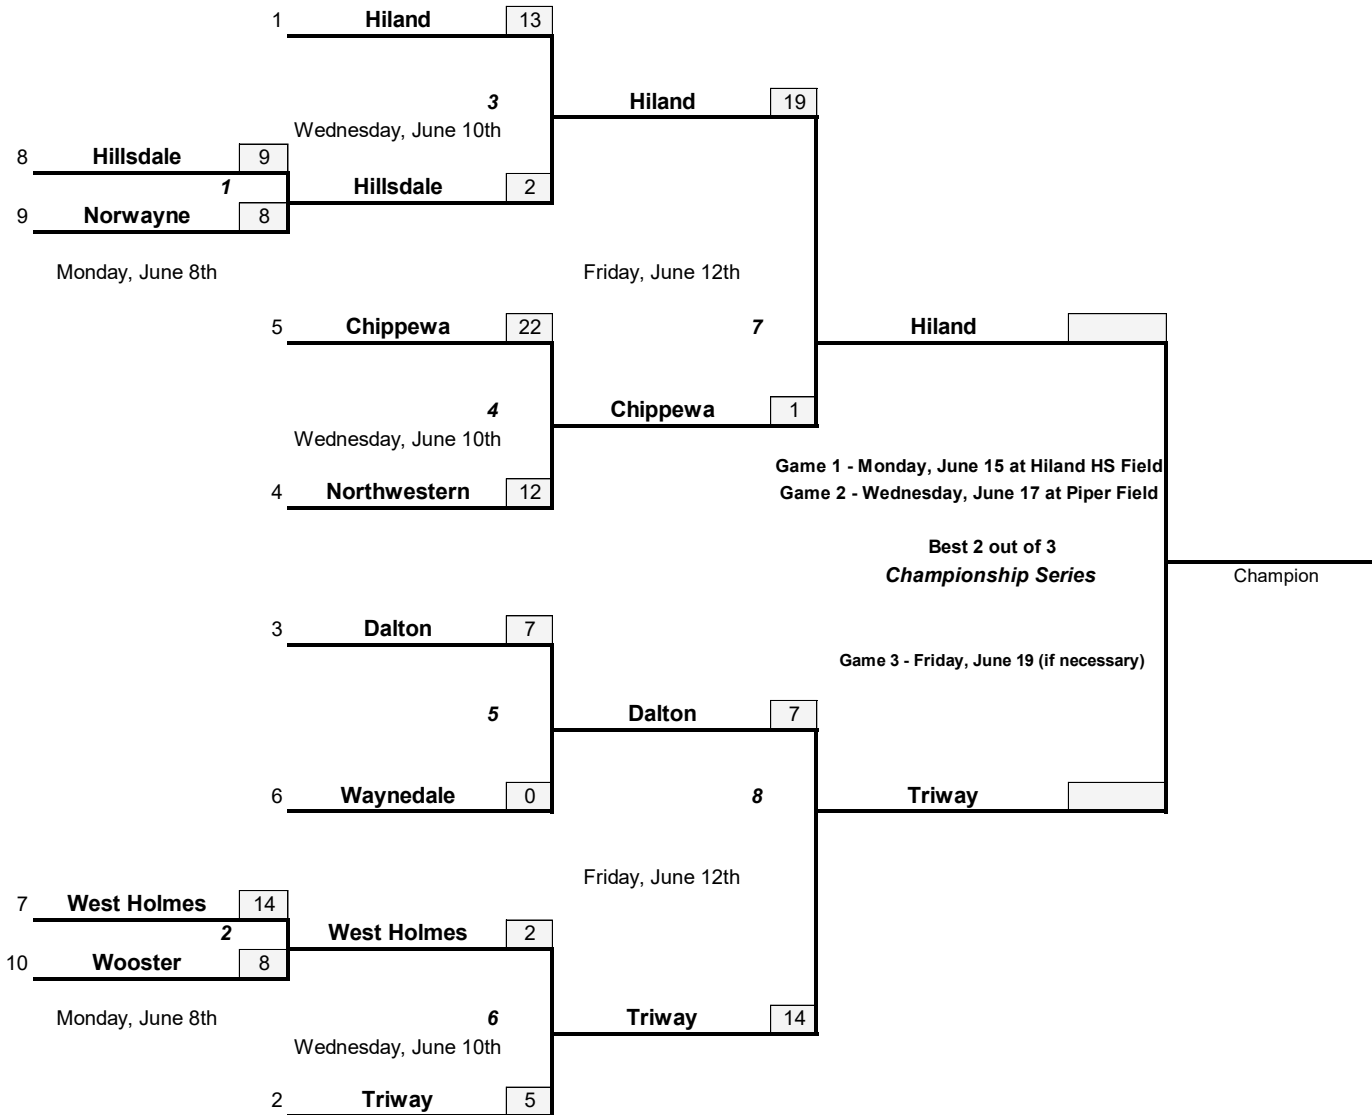 1 Hiland 13
3
Wednesday, June 10th
Hiland 19
8 Hillsdale 9
1
Hillsdale 2
9 Norwayne 8
Monday, June 8th
Friday, June 12th
5 Chippewa 22
7
Hiland
4
Wednesday, June 10th
Chippewa 1
4 Northwestern 12
Game 1 - Monday, June 15 at Hiland HS Field
Game 2 - Wednesday, June 17 at Piper Field
Best 2 out of 3
Championship Series
Champion
3 Dalton 7
Game 3 - Friday, June 19 (if necessary)
5
Dalton 7
6 Waynedale 0
8
Triway
Friday, June 12th
7 West Holmes 14
2
West Holmes 2
10 Wooster 8
Monday, June 8th
6
Wednesday, June 10th
Triway 14
2 Triway 5